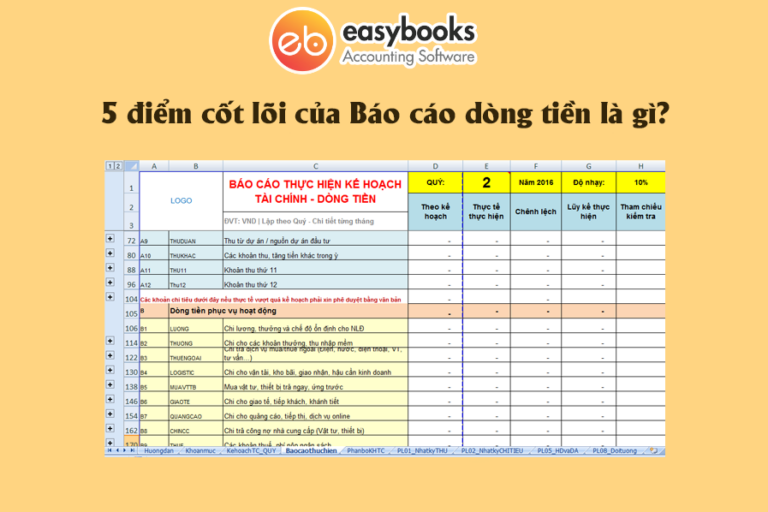 eb easybooks
Accounting Software
5 điểm cốt lõi của Báo cáo dòng tiền là gì?
1 2 A B C D E F G H
1 LOGO BÁO CÁO THỰC HIỆN KẾ HOẠCH TÀI CHÍNH - DÒNG TIỀN QUÝ: 2 Năm 2016 Độ nhạy: 10%
2 Theo kế hoạch Thực tế thực hiện Chênh lệch Lũy kế thực hiện Tham chiếu kiểm tra
3 ĐVT: VND | Lập theo Quý - Chi tiết từng tháng
72 A9 THUDUAN Thu từ dự án / nguồn dự án đầu tư - - - - -
80 A10 THUKHAC Các khoản thu, tăng tiền khác trong ý - - - - -
88 A11 THU11 Khoản thu thứ 11 - - - - -
96 A12 Thu12 Khoản thu thứ 12 - - - - -
104 Các khoản chi tiêu dưới đây nếu thực tế vượt quá kế hoạch phải xin phê duyệt bằng văn bản - -
105 B Dòng tiền phục vụ hoạt động - - - -
106 B1 LUONG Chi lương, thưởng và chế độ ổn định cho NLĐ - - - - -
114 B2 THUONG Chi cho các khoản thưởng, thu nhập mềm - - - - -
122 B3 THUENGOAI Chi trả dịch vụ mua/thuê ngoài (Điện, nước, điện thoại, VT, tư vấn...) - - - - -
130 B4 LOGISTIC Chi cho vận tải, kho bãi, giao nhận, hậu cần kinh doanh - - - - -
138 B5 MUAVTTB Mua vật tư, thiết bị trả ngay, ứng trước - - - - -
146 B6 GIAOTE Chi cho giao tế, tiếp khách, khánh tiết - - - - -
154 B7 QUANGCAO Chi cho quảng cáo, tiếp thị, dịch vụ online - - - - -
162 B8 CHINCC Chi trả công nợ nhà cung cấp (Vật tư, thiết bị) - - - - -
170 B9 THUE Các khoản thuế, phí nộp ngân sách
Huongdan Khoanmuc KehoachTC_QUY Baocaothuchien PhanboKHTC PL01_NhatkyTHU PL02_NhatkyCHITIEU PL05_HDvaDA PL08_Doituong